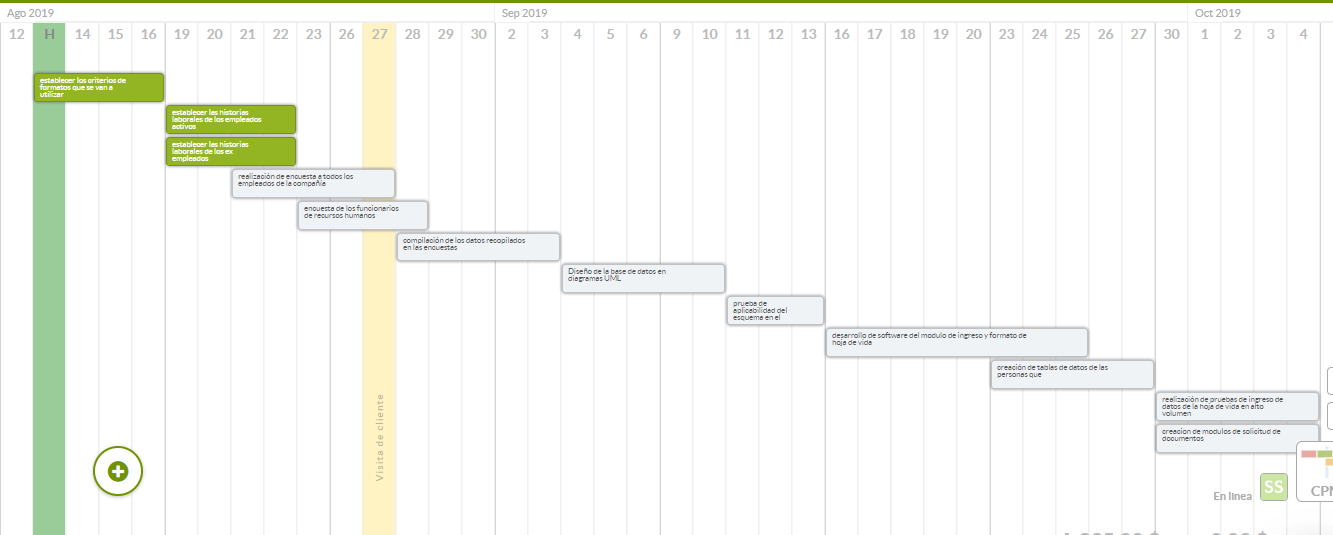 Ago 2019
Sep 2019
Oct 2019
12 H 14 15 16 19 20 21 22 23 26 27 28 29 30 2 3 4 5 6 9 10 11 12 13 16 17 18 19 20 23 24 25 26 27 30 1 2 3 4
establecer los criterios de
formatos que se van a
utilizar
establecer las historias
laborales de los empleados
activos
establecer las historias
laborales de los ex
empleados
realización de encuesta a todos los
empleados de la compañía
encuesta de los funcionarios
de recursos humanos
compilación de los datos recopilados
en las encuestas
Diseño de la base de datos en
diagramas UML
prueba de
aplicabilidad del
esquema en el
desarrollo de software del modulo de ingreso y formato de
hoja de vida
creación de tablas de datos de las
personas que
realización de pruebas de ingreso de
datos de la hoja de vida en alto
volumen
creacion de modulos de solicitud de
documentos
Visita de cliente
En linea
SS